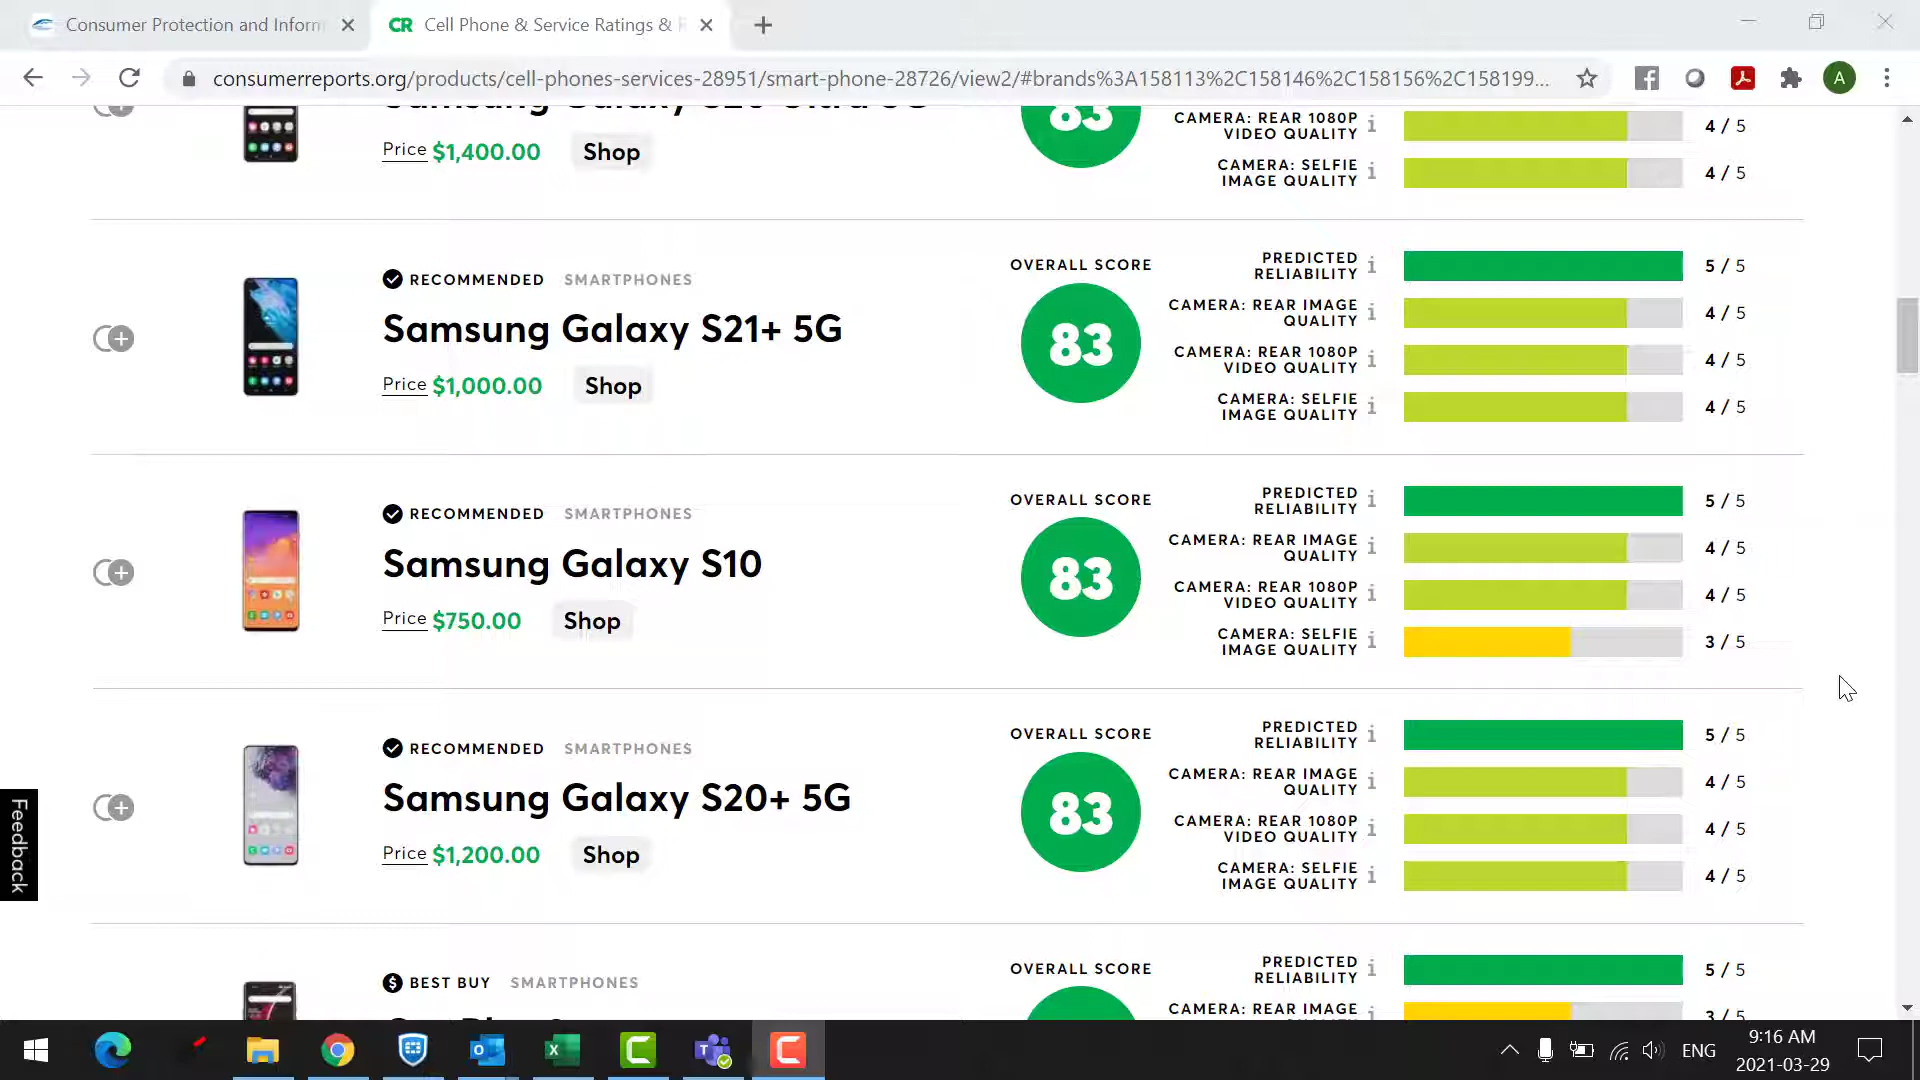 Consumer Protection and Inform
CR Cell Phone & Service Ratings &
consumerreports.org/products/cell-phones-services-28951/smart-phone-28726/view2/#brands%3A158113%2C158146%2C158156%2C158199...
A
Price $1,400.00 Shop
83
CAMERA: REAR 1080P
VIDEO QUALITY i 4 / 5
CAMERA: SELFIE
IMAGE QUALITY i 4 / 5
RECOMMENDED SMARTPHONES
Samsung Galaxy S21+ 5G
Price $1,000.00 Shop
OVERALL SCORE
83
PREDICTED
RELIABILITY i 5 / 5
CAMERA: REAR IMAGE
QUALITY i 4 / 5
CAMERA: REAR 1080P
VIDEO QUALITY i 4 / 5
CAMERA: SELFIE
IMAGE QUALITY i 4 / 5
RECOMMENDED SMARTPHONES
Samsung Galaxy S10
Price $750.00 Shop
OVERALL SCORE
83
PREDICTED
RELIABILITY i 5 / 5
CAMERA: REAR IMAGE
QUALITY i 4 / 5
CAMERA: REAR 1080P
VIDEO QUALITY i 4 / 5
CAMERA: SELFIE
IMAGE QUALITY i 3 / 5
RECOMMENDED SMARTPHONES
Samsung Galaxy S20+ 5G
Price $1,200.00 Shop
OVERALL SCORE
83
PREDICTED
RELIABILITY i 5 / 5
CAMERA: REAR IMAGE
QUALITY i 4 / 5
CAMERA: REAR 1080P
VIDEO QUALITY i 4 / 5
CAMERA: SELFIE
IMAGE QUALITY i 4 / 5
$ BEST BUY SMARTPHONES
OVERALL SCORE
PREDICTED
RELIABILITY i 5 / 5
CAMERA: REAR IMAGE
3 / 5
Feedback
ENG
9:16 AM
2021-03-29